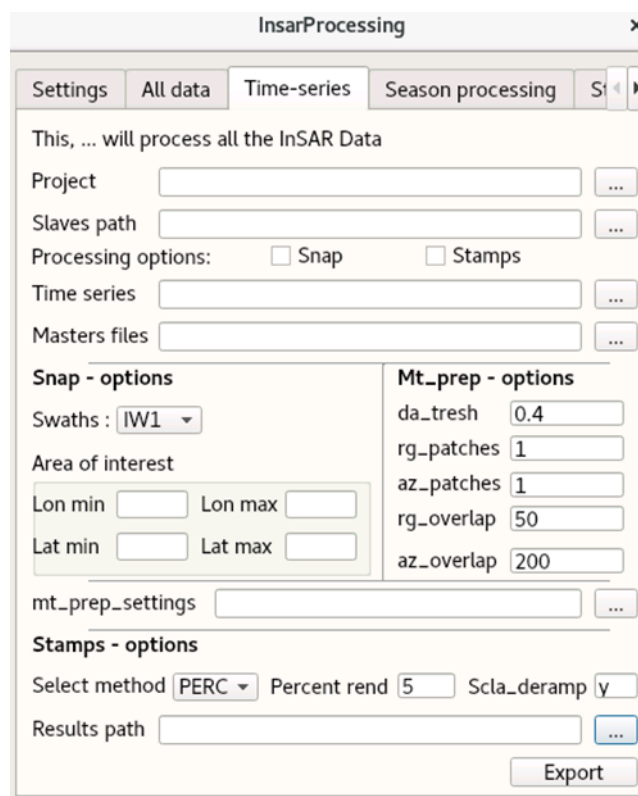 InsarProcessing
Settings All data Time-series Season processing
This, ... will process all the InSAR Data
Project ...
Slaves path ...
Processing options: Snap Stamps
Time series ...
Masters files ...
Snap - options
Swaths : IW1
Area of interest
Lon min Lon max
Lat min Lat max
Mt_prep - options
da_tresh 0.4
rg_patches 1
az_patches 1
rg_overlap 50
az_overlap 200
mt_prep_settings ...
Stamps - options
Select method PERC Percent rend 5 Scla_deramp y
Results path ...
Export